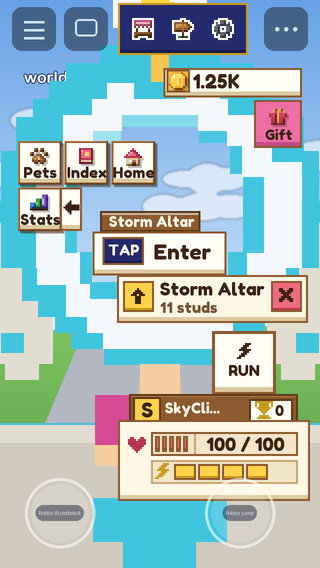 world
1.25K
Gift
Pets
Index
Home
Stats
Storm Altar
TAP Enter
Storm Altar
11 studs
RUN
S SkyCli... 0
100 / 100
Roblox thumbstick
Roblox jump